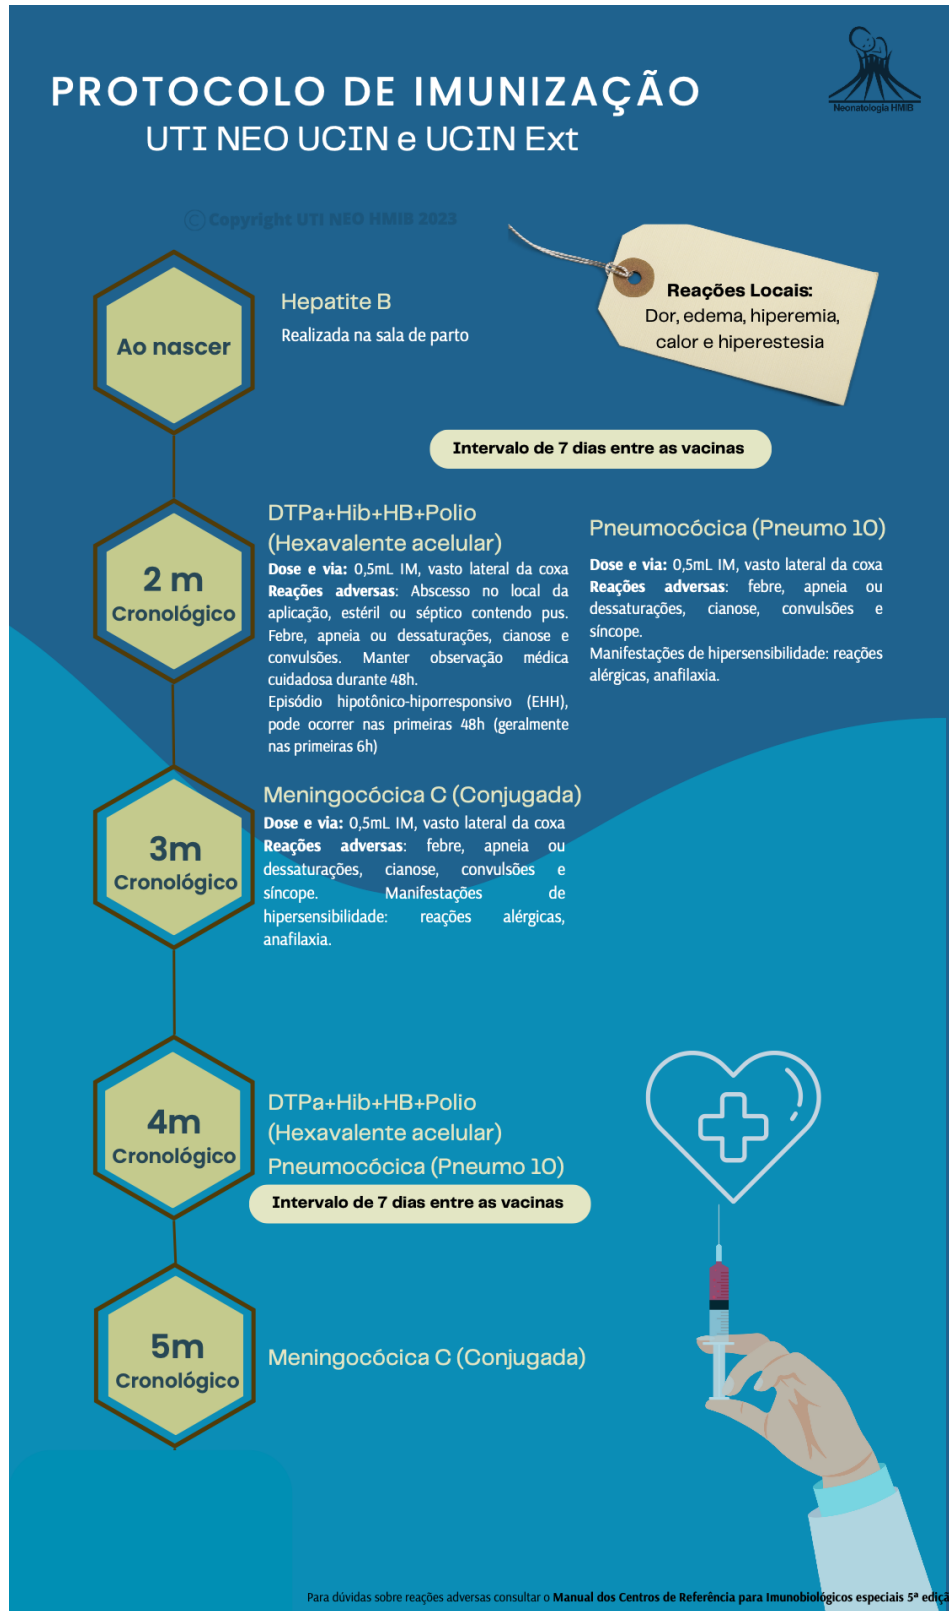 PROTOCOLO DE IMUNIZAÇÃO
UTI NEO UCIN e UCIN Ext
Neonatologia HMIB
© Copyright UTI NEO HMIB 2023
Reações Locais:
Dor, edema, hiperemia,
calor e hiperestesia
Ao nascer
Hepatite B
Realizada na sala de parto
Intervalo de 7 dias entre as vacinas
2 m
Cronológico
DTPa+Hib+HB+Polio
(Hexavalente acelular)
Dose e via: 0,5mL IM, vasto lateral da coxa
Reações adversas: Abscesso no local da
aplicação, estéril ou séptico contendo pus.
Febre, apneia ou dessaturações, cianose e
convulsões. Manter observação médica
cuidadosa durante 48h.
Episódio hipotônico-hiporresponsivo (EHH),
pode ocorrer nas primeiras 48h (geralmente
nas primeiras 6h)
Pneumocócica (Pneumo 10)
Dose e via: 0,5mL IM, vasto lateral da coxa
Reações adversas: febre, apneia ou
dessaturações, cianose, convulsões e
síncope.
Manifestações de hipersensibilidade: reações
alérgicas, anafilaxia.
3m
Cronológico
Meningocócica C (Conjugada)
Dose e via: 0,5mL IM, vasto lateral da coxa
Reações adversas: febre, apneia ou
dessaturações, cianose, convulsões e
síncope. Manifestações de
hipersensibilidade: reações alérgicas,
anafilaxia.
4m
Cronológico
DTPa+Hib+HB+Polio
(Hexavalente acelular)
Pneumocócica (Pneumo 10)
Intervalo de 7 dias entre as vacinas
5m
Cronológico
Meningocócica C (Conjugada)
Para dúvidas sobre reações adversas consultar o Manual dos Centros de Referência para Imunobiológicos especiais 5ª ediçã